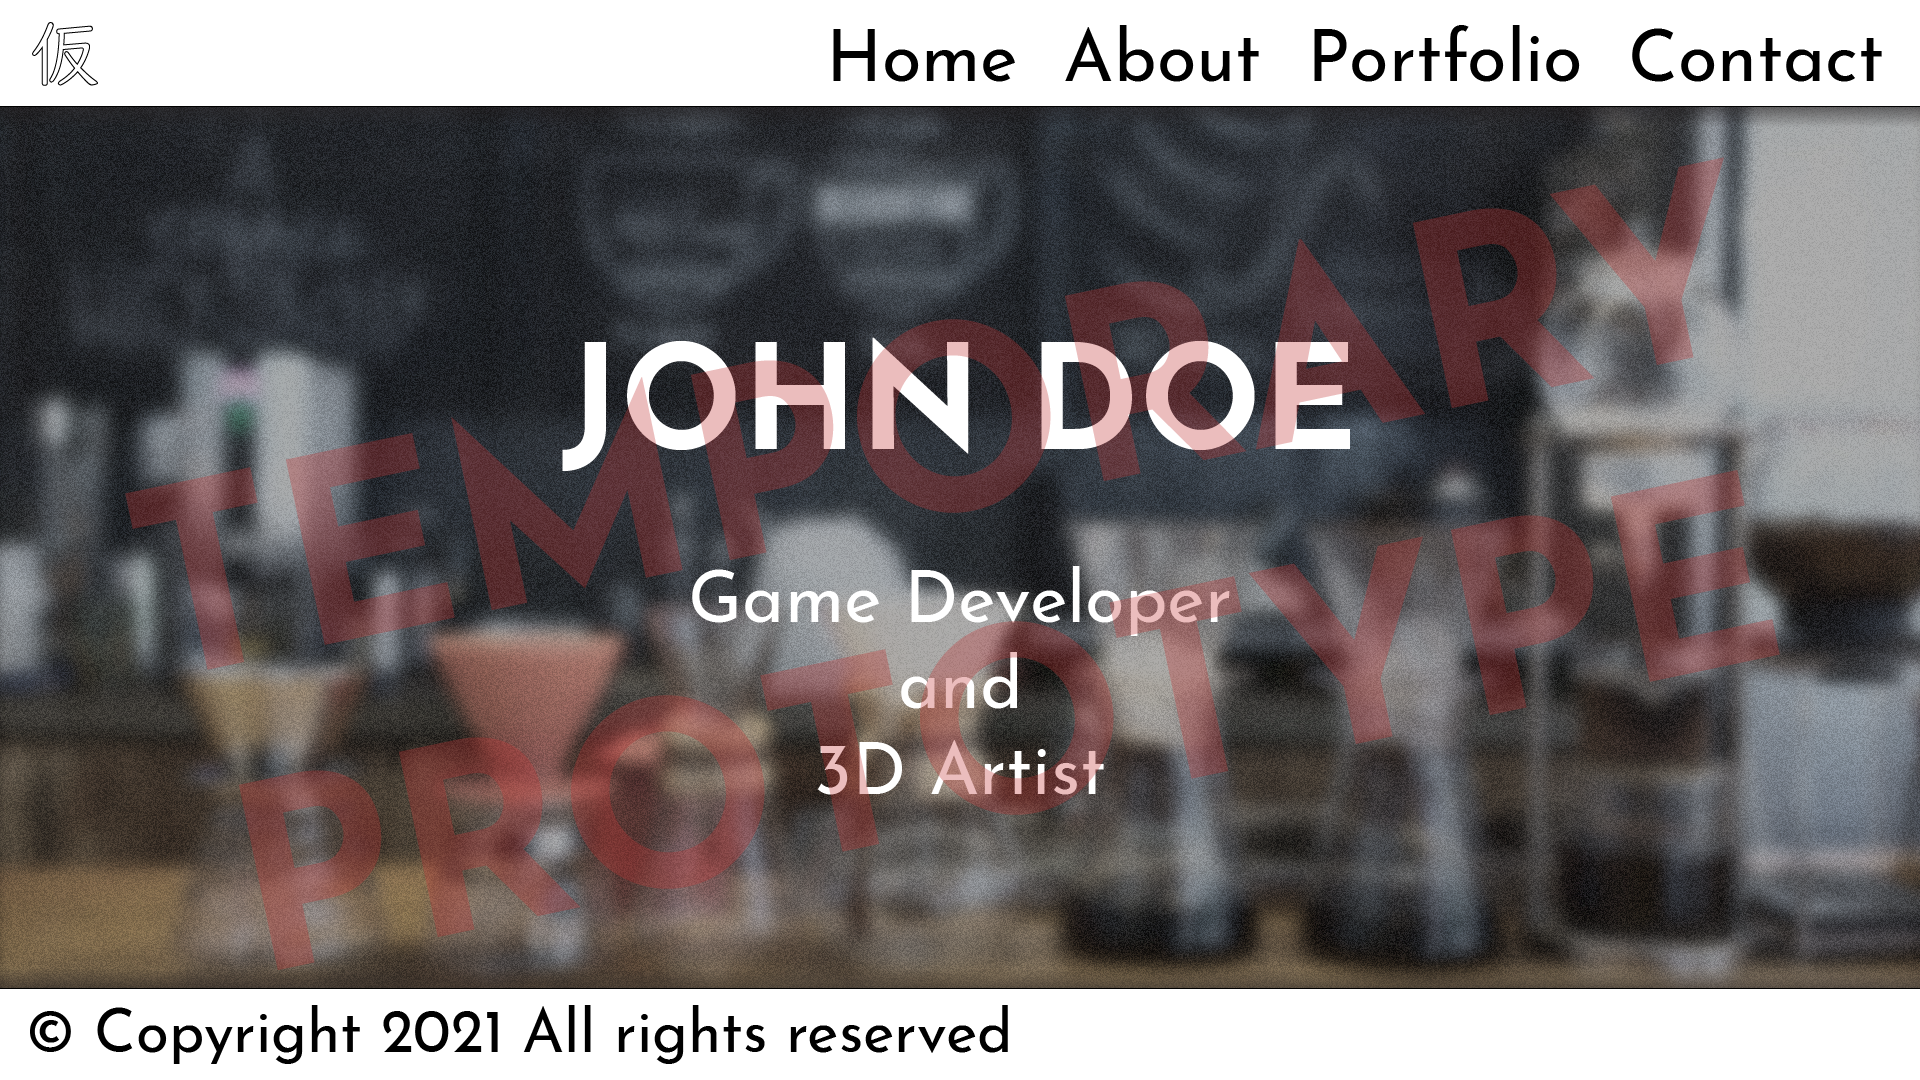 仮
Home About Portfolio Contact
JOHN DOE
Game Developer
and
3D Artist
TEMPORARY
PROTOTYPE
© Copyright 2021 All rights reserved